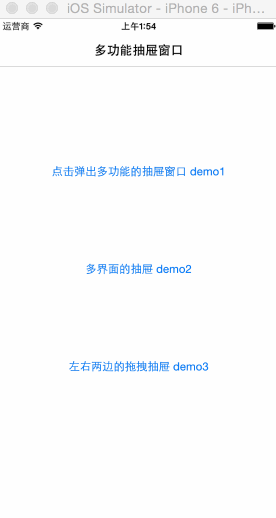 iOS Simulator - iPhone 6 - iPh...
运营商 上午1:54
多功能抽屉窗口
点击弹出多功能的抽屉窗口 demo1
多界面的抽屉 demo2
左右两边的拖拽抽屉 demo3